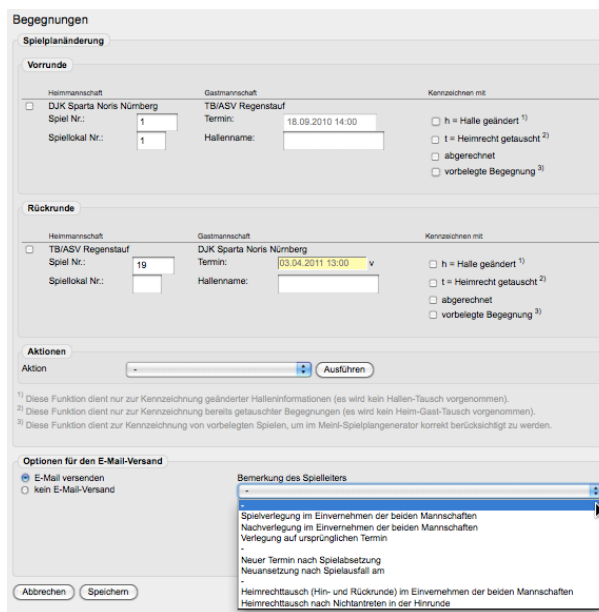 Begegnungen
Spielplanänderung
Vorrunde
Heimmannschaft Gastmannschaft Kennzeichnen mit
DJK Sparta Noris Nürnberg TB/ASV Regenstauf
Spiel Nr.: 1 Termin: 18.09.2010 14:00 h = Halle geändert 1)
Spiellokal Nr.: 1 Hallenname: t = Heimrecht getauscht 2)
abgerechnet
vorbelegte Begegnung 3)
Rückrunde
Heimmannschaft Gastmannschaft Kennzeichnen mit
TB/ASV Regenstauf DJK Sparta Noris Nürnberg
Spiel Nr.: 19 Termin: 03.04.2011 13:00 v h = Halle geändert 1)
Spiellokal Nr.: Hallenname: t = Heimrecht getauscht 2)
abgerechnet
vorbelegte Begegnung 3)
Aktionen
Aktion - Ausführen
1) Diese Funktion dient nur zur Kennzeichnung geänderter Halleninformationen (es wird kein Hallen-Tausch vorgenommen).
2) Diese Funktion dient nur zur Kennzeichnung bereits getauschter Begegnungen (es wird kein Heim-Gast-Tausch vorgenommen).
3) Diese Funktion dient zur Kennzeichnung von vorbelegten Spielen, um im Meinl-Spielplangenerator korrekt berücksichtigt zu werden.
Optionen für den E-Mail-Versand
E-Mail versenden Bemerkung des Spielleiters
kein E-Mail-Versand -
-
Spielverlegung im Einvernehmen der beiden Mannschaften
Nachverlegung im Einvernehmen der beiden Mannschaften
Verlegung auf ursprünglichen Termin
-
Neuer Termin nach Spielabsetzung
Neuansetzung nach Spielausfall am
-
Heimrechttausch (Hin- und Rückrunde) im Einvernehmen der beiden Mannschaften
Heimrechttausch nach Nichtantreten in der Hinrunde
Abbrechen Speichern